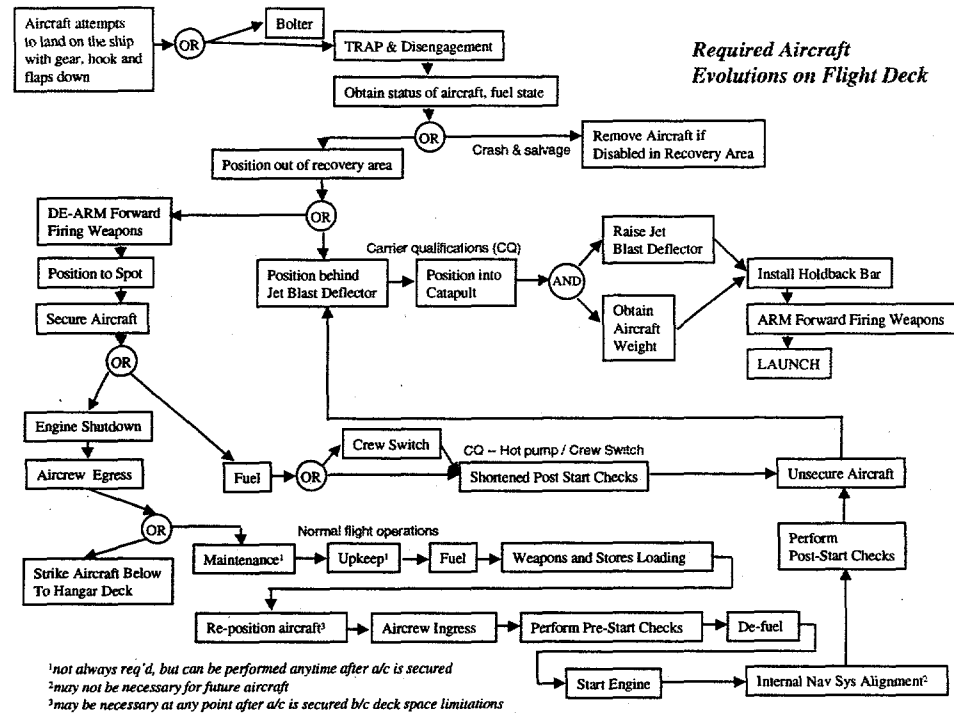 Required Aircraft
Evolutions on Flight Deck
Aircraft attempts
to land on the ship
with gear, hook and
flaps down
OR
Bolter
TRAP & Disengagement
Obtain status of aircraft, fuel state
OR
Crash & salvage
Remove Aircraft if
Disabled in Recovery Area
Position out of recovery area
OR
DE-ARM Forward
Firing Weapons
Position to Spot
Secure Aircraft
OR
Position behind
Jet Blast Deflector
Carrier qualifications (CQ)
Position into
Catapult
AND
Raise Jet
Blast Deflector
Obtain
Aircraft
Weight
Install Holdback Bar
ARM Forward Firing Weapons
LAUNCH
Engine Shutdown
Aircrew Egress
Fuel
OR
Crew Switch
CQ -- Hot pump / Crew Switch
Shortened Post Start Checks
Unsecure Aircraft
OR
Strike Aircraft Below
To Hangar Deck
Normal flight operations
Maintenance¹
Upkeep¹
Fuel
Weapons and Stores Loading
Perform
Post-Start Checks
Re-position aircraft³
Aircrew Ingress
Perform Pre-Start Checks
De-fuel
Start Engine
Internal Nav Sys Alignment²
¹not always req'd, but can be performed anytime after a/c is secured
²may not be necessary for future aircraft
³may be necessary at any point after a/c is secured b/c deck space limitations